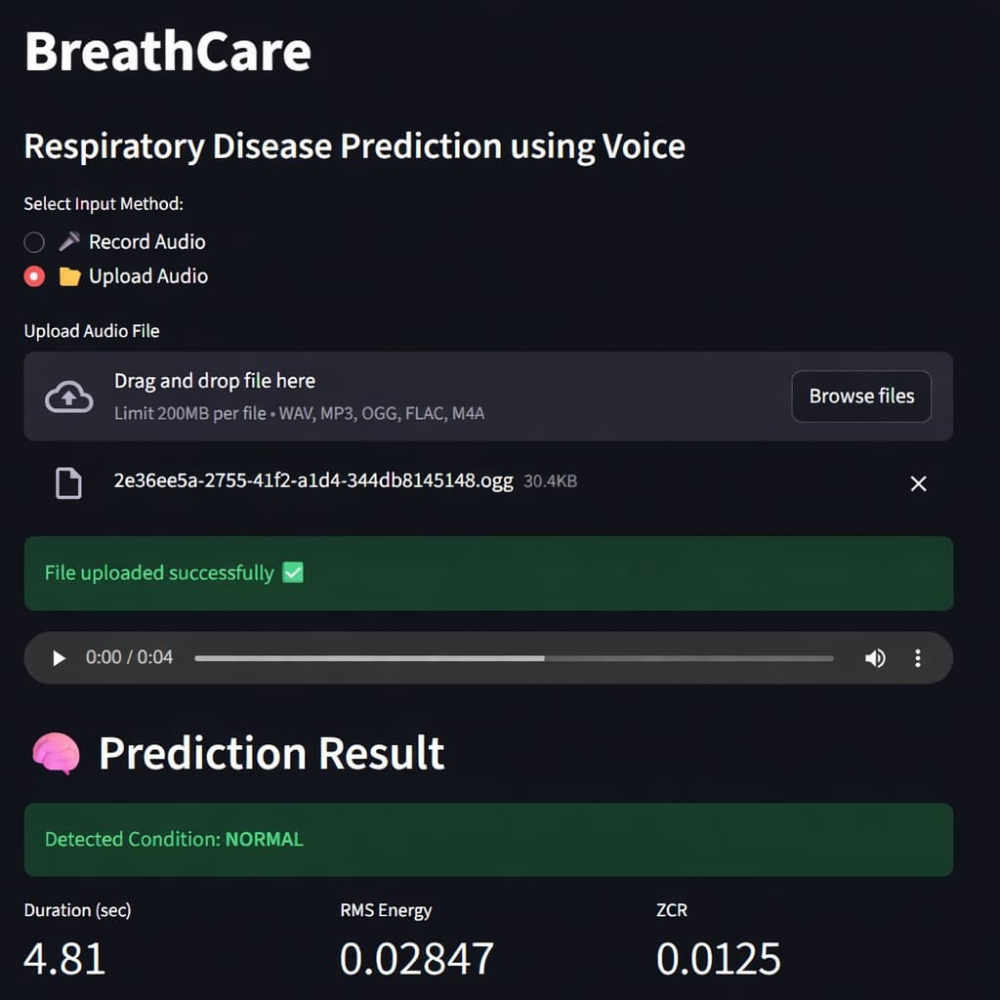 BreathCare
Respiratory Disease Prediction using Voice
Select Input Method:
🎤 Record Audio
📁 Upload Audio
Upload Audio File
Drag and drop file here
Limit 200MB per file • WAV, MP3, OGG, FLAC, M4A
Browse files
2e36ee5a-2755-41f2-a1d4-344db8145148.ogg 30.4KB
File uploaded successfully ✅
0:00 / 0:04
🧠 Prediction Result
Detected Condition: NORMAL
Duration (sec)
RMS Energy
ZCR
4.81
0.02847
0.0125